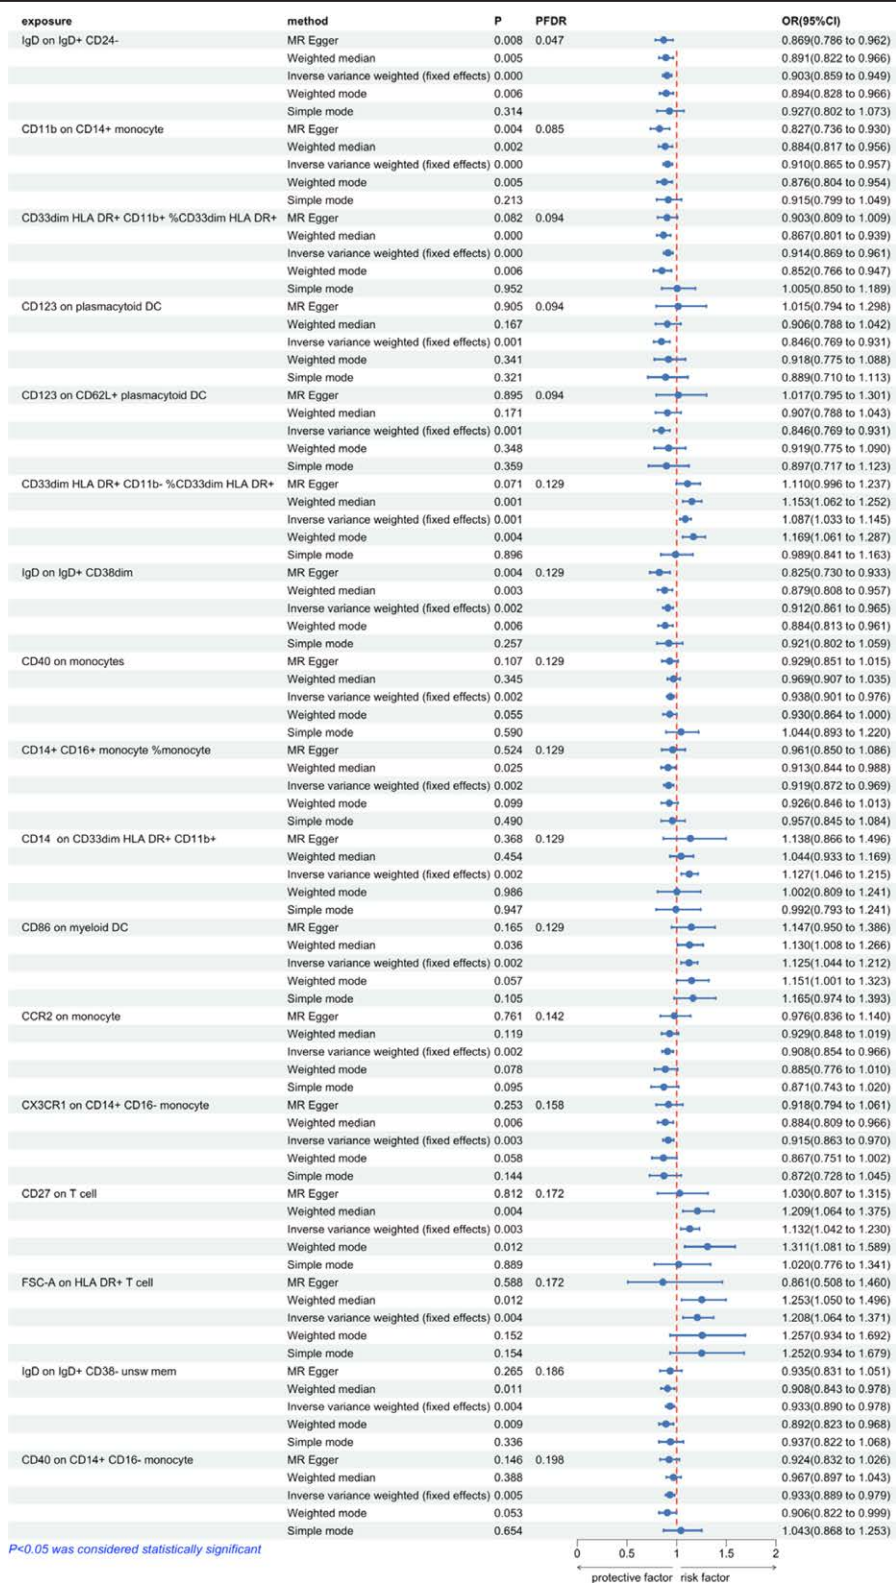 exposure method P PFDR OR(95%CI)
IgD on IgD+ CD24- MR Egger 0.008 0.047 0.869(0.786 to 0.962)
Weighted median 0.005 0.891(0.822 to 0.966)
Inverse variance weighted (fixed effects) 0.000 0.903(0.859 to 0.949)
Weighted mode 0.006 0.894(0.828 to 0.966)
Simple mode 0.314 0.927(0.802 to 1.073)
CD11b on CD14+ monocyte MR Egger 0.004 0.085 0.827(0.736 to 0.930)
Weighted median 0.002 0.884(0.817 to 0.956)
Inverse variance weighted (fixed effects) 0.000 0.910(0.865 to 0.957)
Weighted mode 0.005 0.876(0.804 to 0.954)
Simple mode 0.213 0.915(0.799 to 1.049)
CD33dim HLA DR+ CD11b+ %CD33dim HLA DR+ MR Egger 0.082 0.094 0.903(0.809 to 1.009)
Weighted median 0.000 0.867(0.801 to 0.939)
Inverse variance weighted (fixed effects) 0.000 0.914(0.869 to 0.961)
Weighted mode 0.006 0.852(0.766 to 0.947)
Simple mode 0.952 1.005(0.850 to 1.189)
CD123 on plasmacytoid DC MR Egger 0.905 0.094 1.015(0.794 to 1.298)
Weighted median 0.167 0.906(0.788 to 1.042)
Inverse variance weighted (fixed effects) 0.001 0.846(0.769 to 0.931)
Weighted mode 0.341 0.918(0.775 to 1.088)
Simple mode 0.321 0.889(0.710 to 1.113)
CD123 on CD62L+ plasmacytoid DC MR Egger 0.895 0.094 1.017(0.795 to 1.301)
Weighted median 0.171 0.907(0.788 to 1.043)
Inverse variance weighted (fixed effects) 0.001 0.846(0.769 to 0.931)
Weighted mode 0.348 0.919(0.775 to 1.090)
Simple mode 0.359 0.897(0.717 to 1.123)
CD33dim HLA DR+ CD11b- %CD33dim HLA DR+ MR Egger 0.071 0.129 1.110(0.996 to 1.237)
Weighted median 0.001 1.153(1.062 to 1.252)
Inverse variance weighted (fixed effects) 0.001 1.087(1.033 to 1.145)
Weighted mode 0.004 1.169(1.061 to 1.287)
Simple mode 0.896 0.989(0.841 to 1.163)
IgD on IgD+ CD38dim MR Egger 0.004 0.129 0.825(0.730 to 0.933)
Weighted median 0.003 0.879(0.808 to 0.957)
Inverse variance weighted (fixed effects) 0.002 0.912(0.861 to 0.965)
Weighted mode 0.006 0.884(0.813 to 0.961)
Simple mode 0.257 0.921(0.802 to 1.059)
CD40 on monocytes MR Egger 0.107 0.129 0.929(0.851 to 1.015)
Weighted median 0.345 0.969(0.907 to 1.035)
Inverse variance weighted (fixed effects) 0.002 0.938(0.901 to 0.976)
Weighted mode 0.055 0.930(0.864 to 1.000)
Simple mode 0.590 1.044(0.893 to 1.220)
CD14+ CD16+ monocyte %monocyte MR Egger 0.524 0.129 0.961(0.850 to 1.086)
Weighted median 0.025 0.913(0.844 to 0.988)
Inverse variance weighted (fixed effects) 0.002 0.919(0.872 to 0.969)
Weighted mode 0.099 0.926(0.846 to 1.013)
Simple mode 0.490 0.957(0.845 to 1.084)
CD14 on CD33dim HLA DR+ CD11b+ MR Egger 0.368 0.129 1.138(0.866 to 1.496)
Weighted median 0.454 1.044(0.933 to 1.169)
Inverse variance weighted (fixed effects) 0.002 1.127(1.046 to 1.215)
Weighted mode 0.986 1.002(0.809 to 1.241)
Simple mode 0.947 0.992(0.793 to 1.241)
CD86 on myeloid DC MR Egger 0.165 0.129 1.147(0.950 to 1.386)
Weighted median 0.036 1.130(1.008 to 1.266)
Inverse variance weighted (fixed effects) 0.002 1.125(1.044 to 1.212)
Weighted mode 0.057 1.151(1.001 to 1.323)
Simple mode 0.105 1.165(0.974 to 1.393)
CCR2 on monocyte MR Egger 0.761 0.142 0.976(0.836 to 1.140)
Weighted median 0.119 0.929(0.848 to 1.019)
Inverse variance weighted (fixed effects) 0.002 0.908(0.854 to 0.966)
Weighted mode 0.078 0.885(0.776 to 1.010)
Simple mode 0.095 0.871(0.743 to 1.020)
CX3CR1 on CD14+ CD16- monocyte MR Egger 0.253 0.158 0.918(0.794 to 1.061)
Weighted median 0.006 0.884(0.809 to 0.966)
Inverse variance weighted (fixed effects) 0.003 0.915(0.863 to 0.970)
Weighted mode 0.058 0.867(0.751 to 1.002)
Simple mode 0.144 0.872(0.728 to 1.045)
CD27 on T cell MR Egger 0.812 0.172 1.030(0.807 to 1.315)
Weighted median 0.004 1.209(1.064 to 1.375)
Inverse variance weighted (fixed effects) 0.003 1.132(1.042 to 1.230)
Weighted mode 0.012 1.311(1.081 to 1.589)
Simple mode 0.889 1.020(0.776 to 1.341)
FSC-A on HLA DR+ T cell MR Egger 0.588 0.172 0.861(0.508 to 1.460)
Weighted median 0.012 1.253(1.050 to 1.496)
Inverse variance weighted (fixed effects) 0.004 1.208(1.064 to 1.371)
Weighted mode 0.152 1.257(0.934 to 1.692)
Simple mode 0.154 1.252(0.934 to 1.679)
IgD on IgD+ CD38- unsw mem MR Egger 0.265 0.186 0.935(0.831 to 1.051)
Weighted median 0.011 0.908(0.843 to 0.978)
Inverse variance weighted (fixed effects) 0.004 0.933(0.890 to 0.978)
Weighted mode 0.009 0.892(0.823 to 0.968)
Simple mode 0.336 0.937(0.822 to 1.068)
CD40 on CD14+ CD16- monocyte MR Egger 0.146 0.198 0.924(0.832 to 1.026)
Weighted median 0.388 0.967(0.897 to 1.043)
Inverse variance weighted (fixed effects) 0.005 0.933(0.889 to 0.979)
Weighted mode 0.053 0.906(0.822 to 0.999)
Simple mode 0.654 1.043(0.868 to 1.253)
P<0.05 was considered statistically significant
0 0.5 1 1.5 2
protective factor risk factor